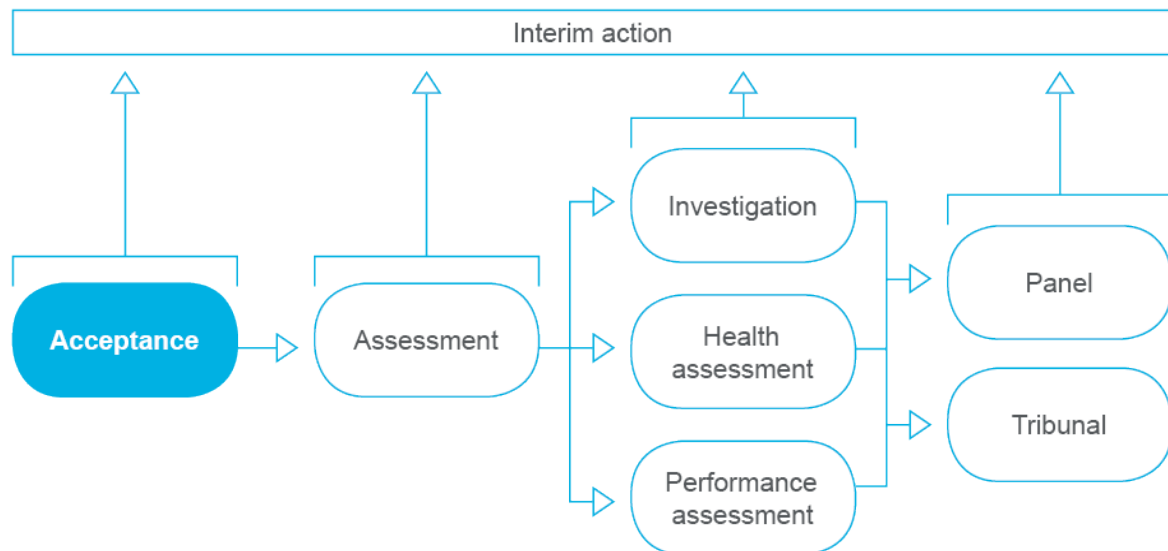 Interim action
Acceptance
Assessment
Investigation
Health
assessment
Performance
assessment
Panel
Tribunal